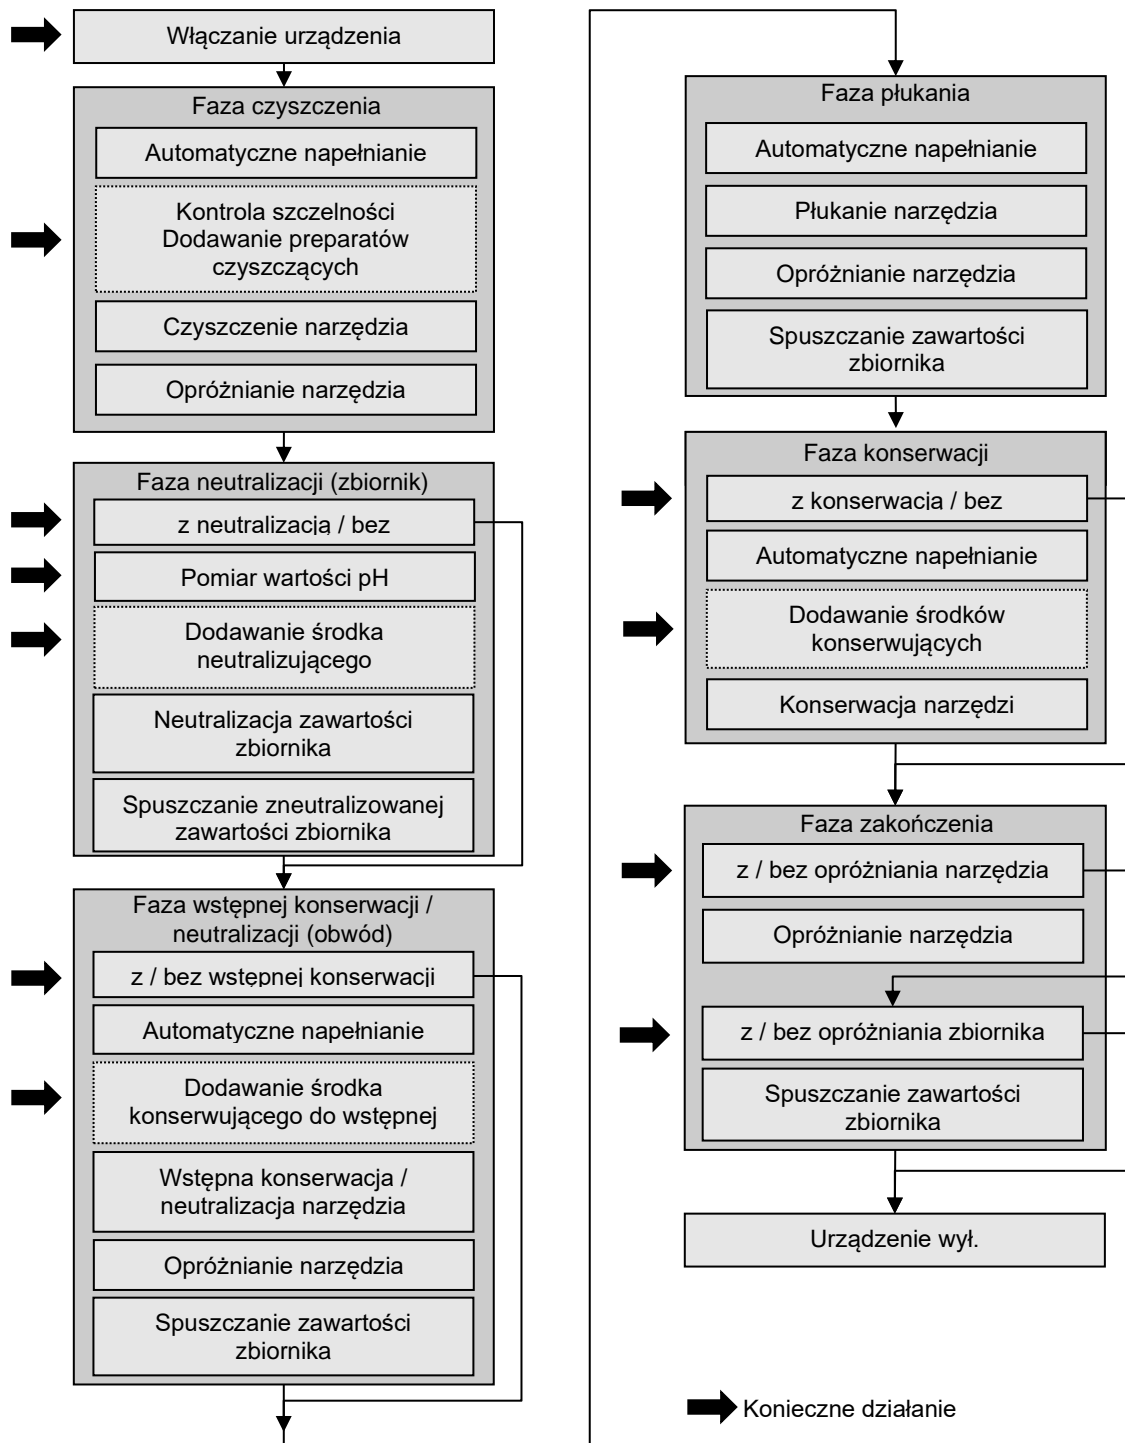 Włączanie urządzenia
Faza czyszczenia
Automatyczne napełnianie
Kontrola szczelności
Dodawanie preparatów
czyszczących
Czyszczenie narzędzia
Opróżnianie narzędzia
Faza neutralizacji (zbiornik)
z neutralizacją / bez
Pomiar wartości pH
Dodawanie środka
neutralizującego
Neutralizacja zawartości
zbiornika
Spuszczanie zneutralizowanej
zawartości zbiornika
Faza wstępnej konserwacji /
neutralizacji (obwód)
z / bez wstępnej konserwacji
Automatyczne napełnianie
Dodawanie środka
konserwującego do wstępnej
Wstępna konserwacja /
neutralizacja narzędzia
Opróżnianie narzędzia
Spuszczanie zawartości
zbiornika
Faza płukania
Automatyczne napełnianie
Płukanie narzędzia
Opróżnianie narzędzia
Spuszczanie zawartości
zbiornika
Faza konserwacji
z konserwacją / bez
Automatyczne napełnianie
Dodawanie środków
konserwujących
Konserwacja narzędzi
Faza zakończenia
z / bez opróżniania narzędzia
Opróżnianie narzędzia
z / bez opróżniania zbiornika
Spuszczanie zawartości
zbiornika
Urządzenie wył.
Konieczne działanie